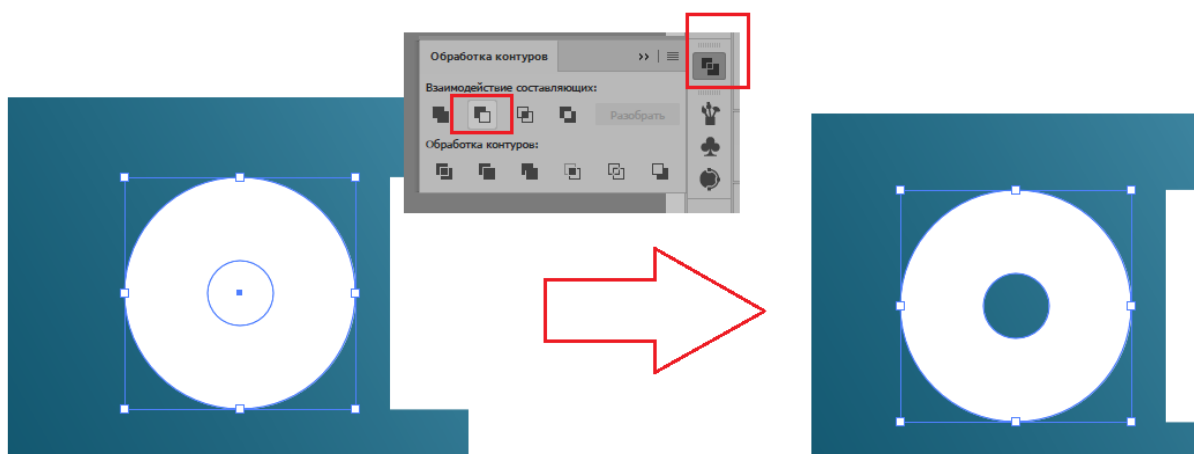 Обработка контуров
Взаимодействие составляющих:
Разобрать
Обработка контуров: